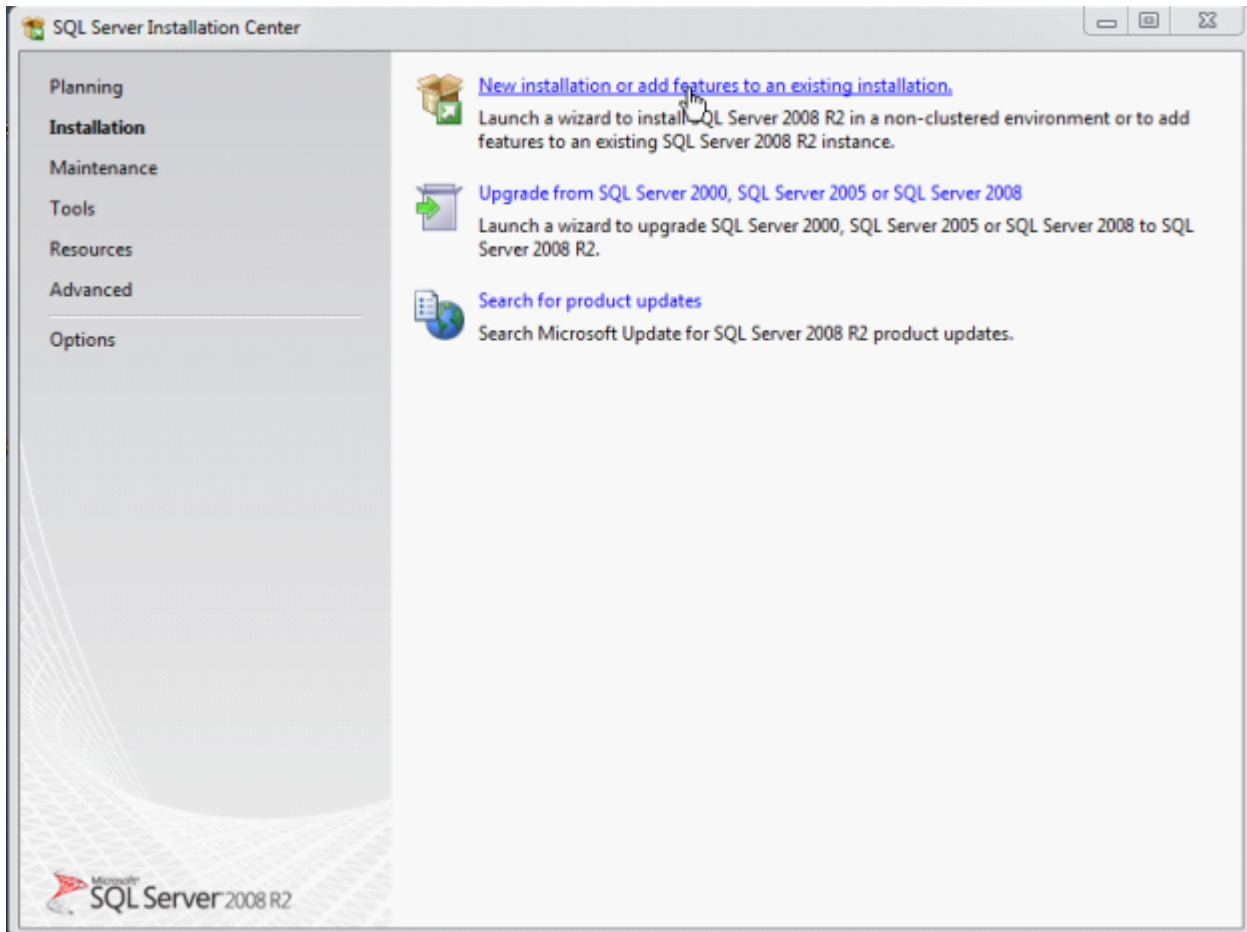 SQL Server Installation Center
Planning
Installation
Maintenance
Tools
Resources
Advanced
Options
New installation or add features to an existing installation.
Launch a wizard to install SQL Server 2008 R2 in a non-clustered environment or to add
features to an existing SQL Server 2008 R2 instance.
Upgrade from SQL Server 2000, SQL Server 2005 or SQL Server 2008
Launch a wizard to upgrade SQL Server 2000, SQL Server 2005 or SQL Server 2008 to SQL
Server 2008 R2.
Search for product updates
Search Microsoft Update for SQL Server 2008 R2 product updates.
Microsoft
SQL Server 2008 R2